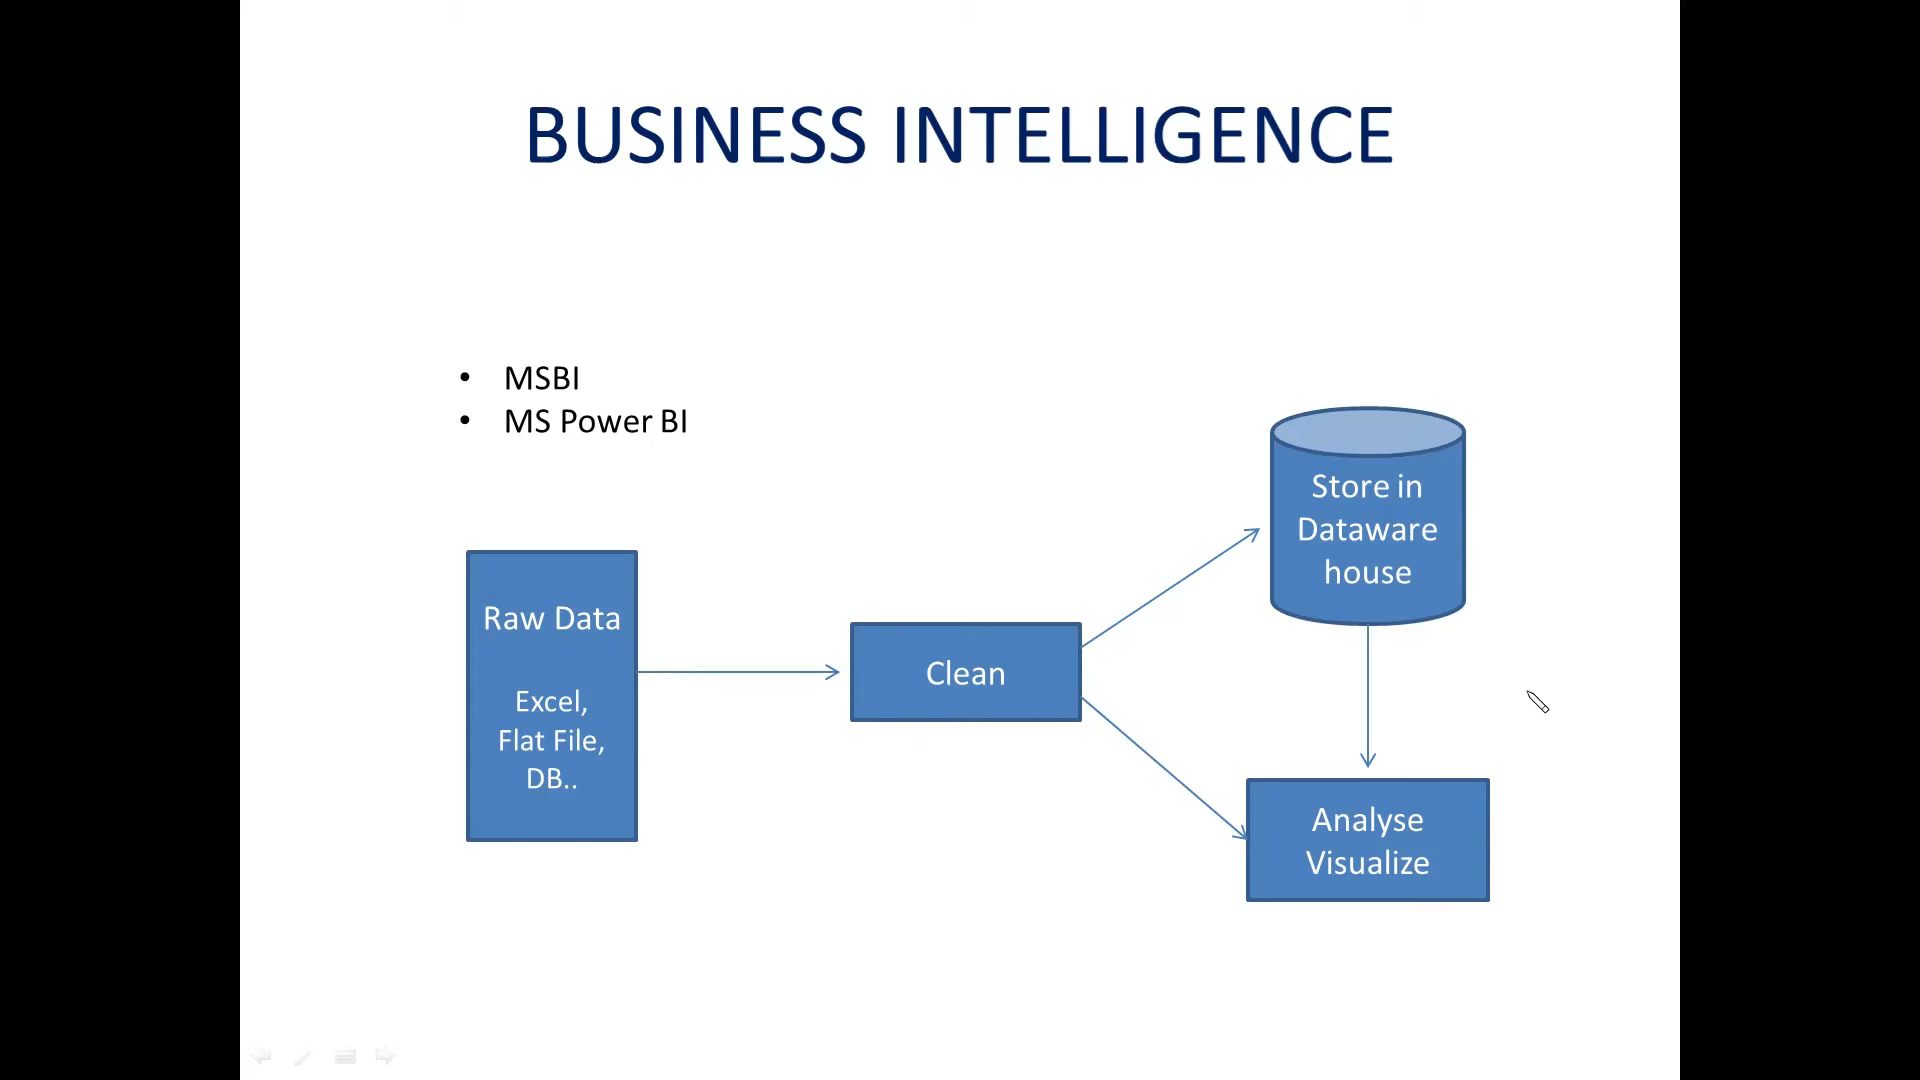 BUSINESS INTELLIGENCE
• MSBI
• MS Power BI
Raw Data
Excel,
Flat File,
DB..
Clean
Store in
Dataware
house
Analyse
Visualize